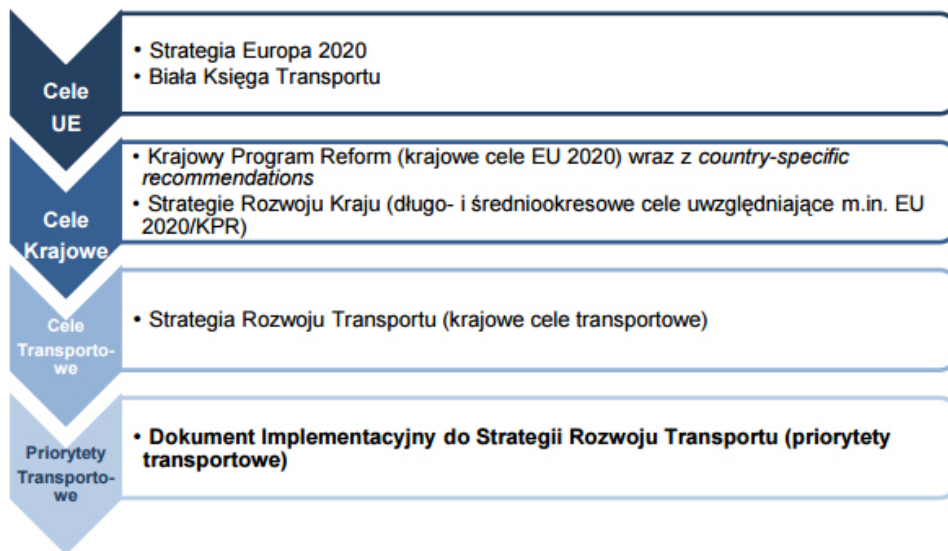 Cele
UE
• Strategia Europa 2020
• Biała Księga Transportu
Cele
Krajowe
• Krajowy Program Reform (krajowe cele EU 2020) wraz z country-specific
recommendations
• Strategie Rozwoju Kraju (długo- i średniookresowe cele uwzględniające m.in. EU
2020/KPR)
Cele
Transporto-
we
• Strategia Rozwoju Transportu (krajowe cele transportowe)
Priorytety
Transporto-
we
• Dokument Implementacyjny do Strategii Rozwoju Transportu (priorytety
transportowe)